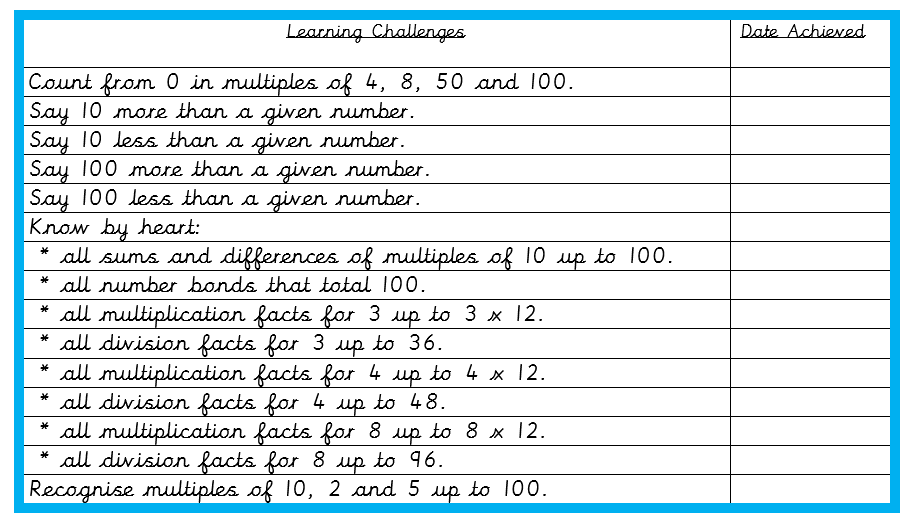 Learning Challenges
Date Achieved
Count from 0 in multiples of 4, 8, 50 and 100.
Say 10 more than a given number.
Say 10 less than a given number.
Say 100 more than a given number.
Say 100 less than a given number.
Know by heart:
* all sums and differences of multiples of 10 up to 100.
* all number bonds that total 100.
* all multiplication facts for 3 up to 3 x 12.
* all division facts for 3 up to 36.
* all multiplication facts for 4 up to 4 x 12.
* all division facts for 4 up to 48.
* all multiplication facts for 8 up to 8 x 12.
* all division facts for 8 up to 96.
Recognise multiples of 10, 2 and 5 up to 100.